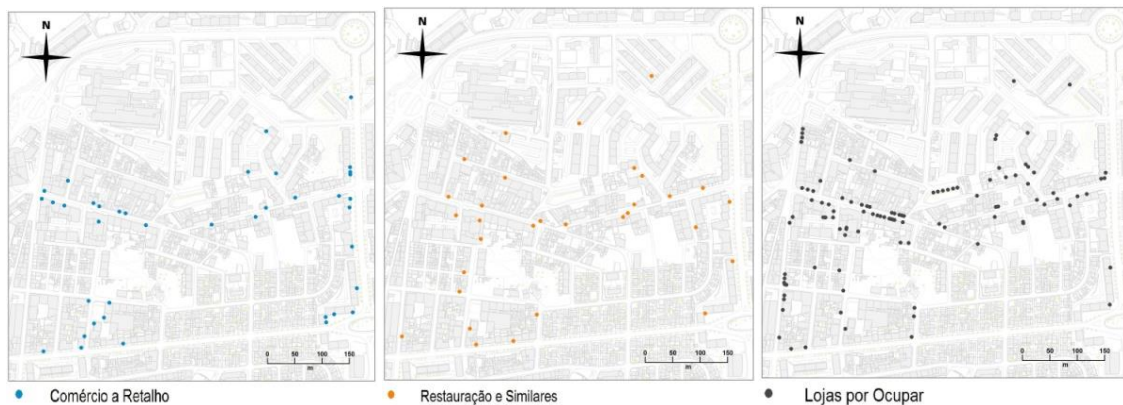 N
0 50 100 150
m
Comércio a Retalho
N
0 50 100 150
m
Restauração e Similares
N
0 50 100 150
m
Lojas por Ocupar